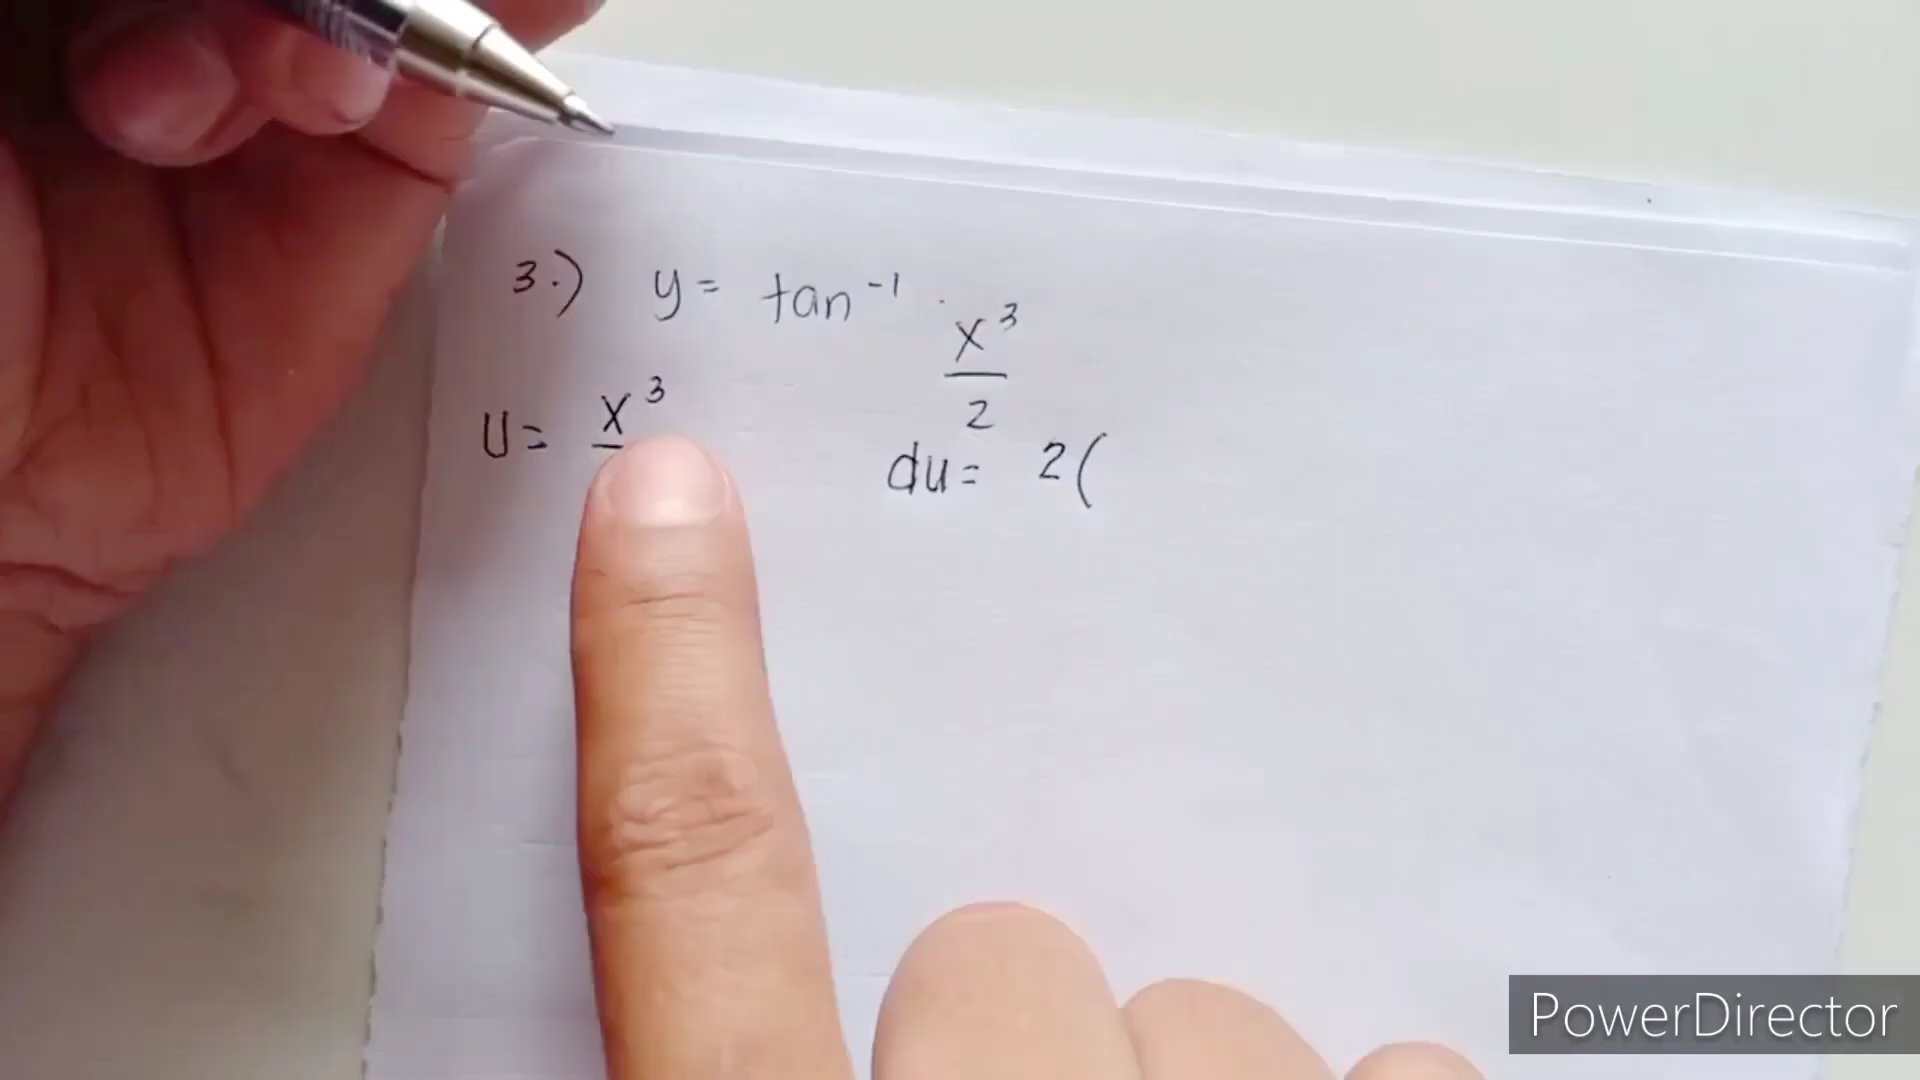 3.) y = tan⁻¹ x³
2
u = x³
du = 2(
PowerDirector